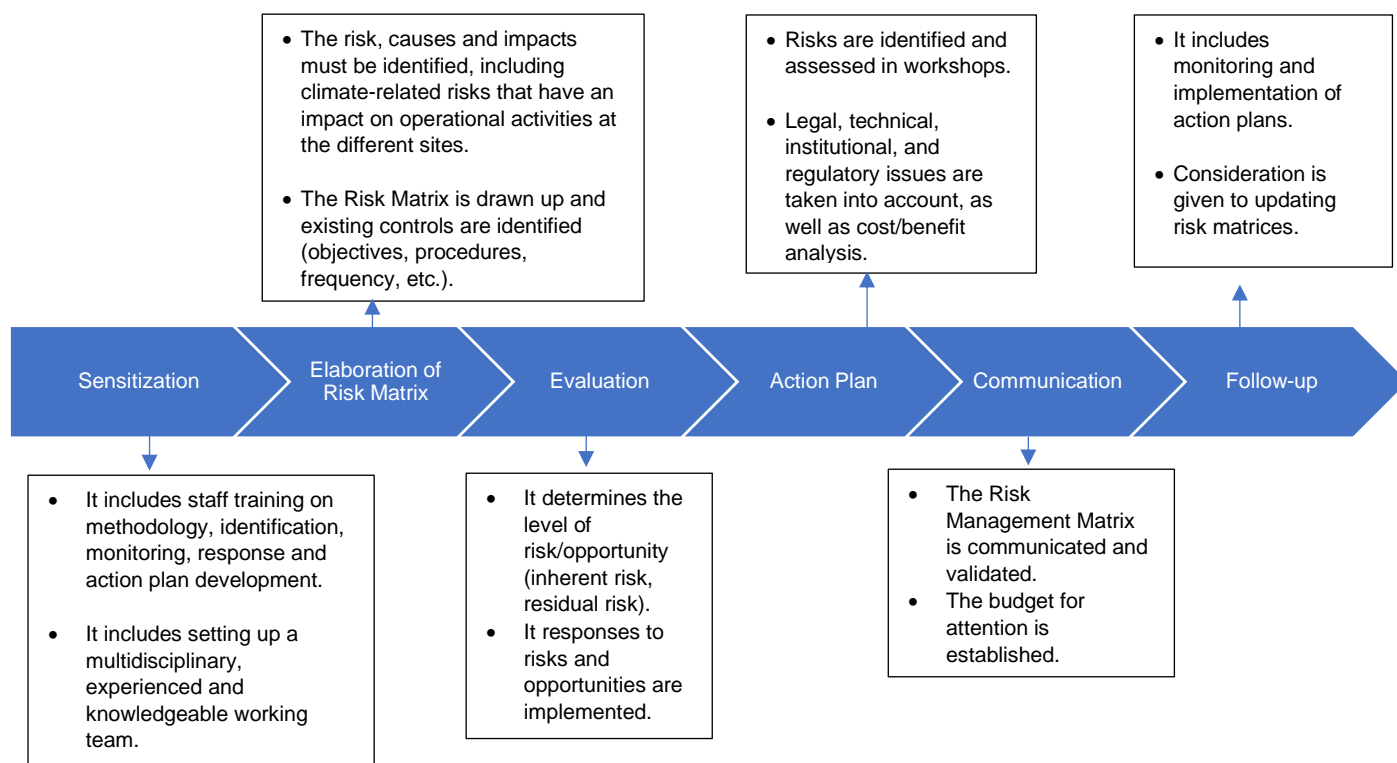 • The risk, causes and impacts
must be identified, including
climate-related risks that have an
impact on operational activities at
the different sites.
• The Risk Matrix is drawn up and
existing controls are identified
(objectives, procedures,
frequency, etc.).
• Risks are identified and
assessed in workshops.
• Legal, technical,
institutional, and
regulatory issues are
taken into account, as
well as cost/benefit
analysis.
• It includes
monitoring and
implementation of
action plans.
• Consideration is
given to updating
risk matrices.
Sensitization
Elaboration of
Risk Matrix
Evaluation
Action Plan
Communication
Follow-up
• It includes staff training on
methodology, identification,
monitoring, response and
action plan development.
• It includes setting up a
multidisciplinary,
experienced and
knowledgeable working
team.
• It determines the
level of
risk/opportunity
(inherent risk,
residual risk).
• It responses to
risks and
opportunities are
implemented.
• The Risk
Management Matrix
is communicated and
validated.
• The budget for
attention is
established.